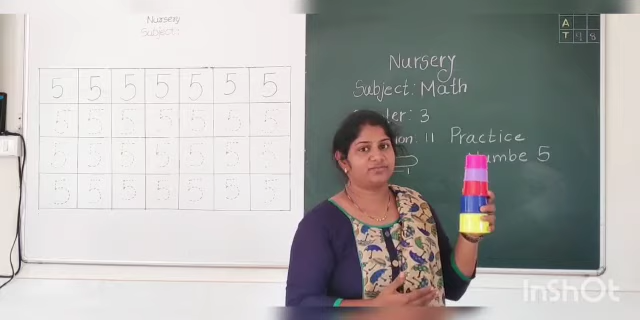 Nursery
Subject:
5 5 5 5 5 5 5
5 5 5 5 5 5 5
5 5 5 5 5 5 5
5 5 5 5 5 5 5
A
T 9 8
Nursery
Subject: Math
3
11 Practice
5
InShOt